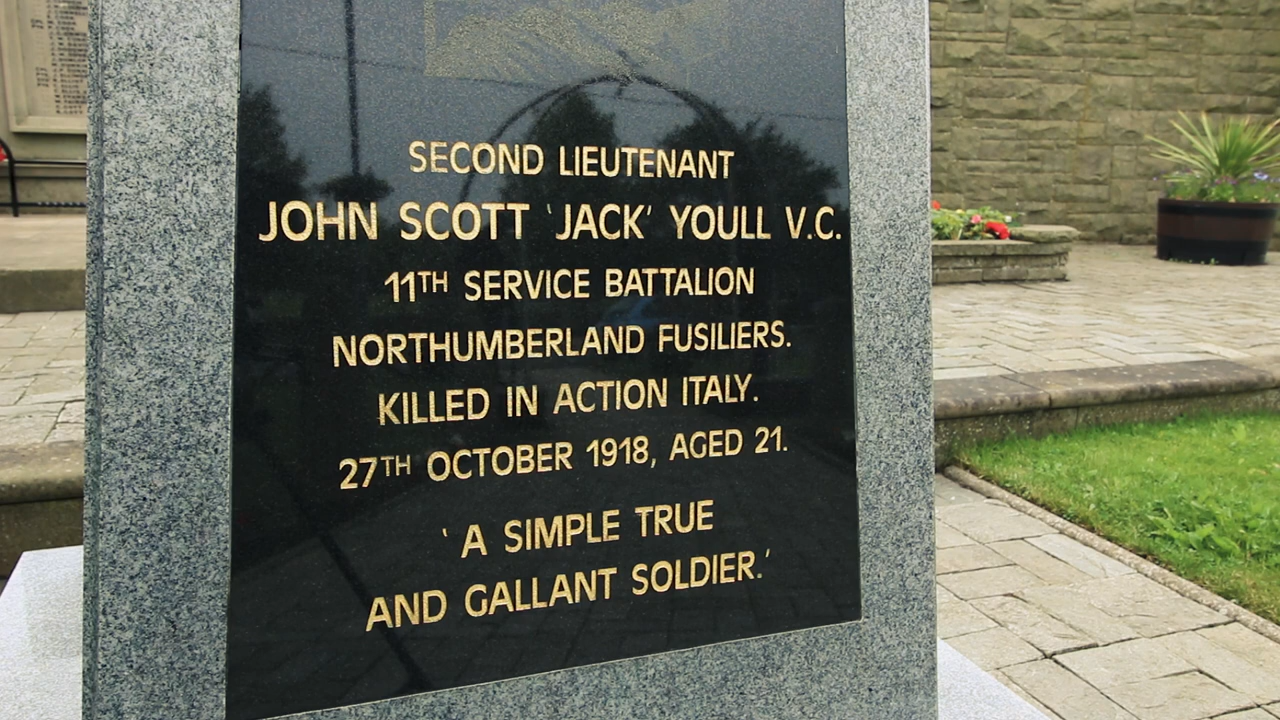 SECOND LIEUTENANT
JOHN SCOTT 'JACK' YOULL V.C.
11TH SERVICE BATTALION
NORTHUMBERLAND FUSILIERS.
KILLED IN ACTION ITALY.
27TH OCTOBER 1918, AGED 21.
' A SIMPLE TRUE
AND GALLANT SOLDIER.'